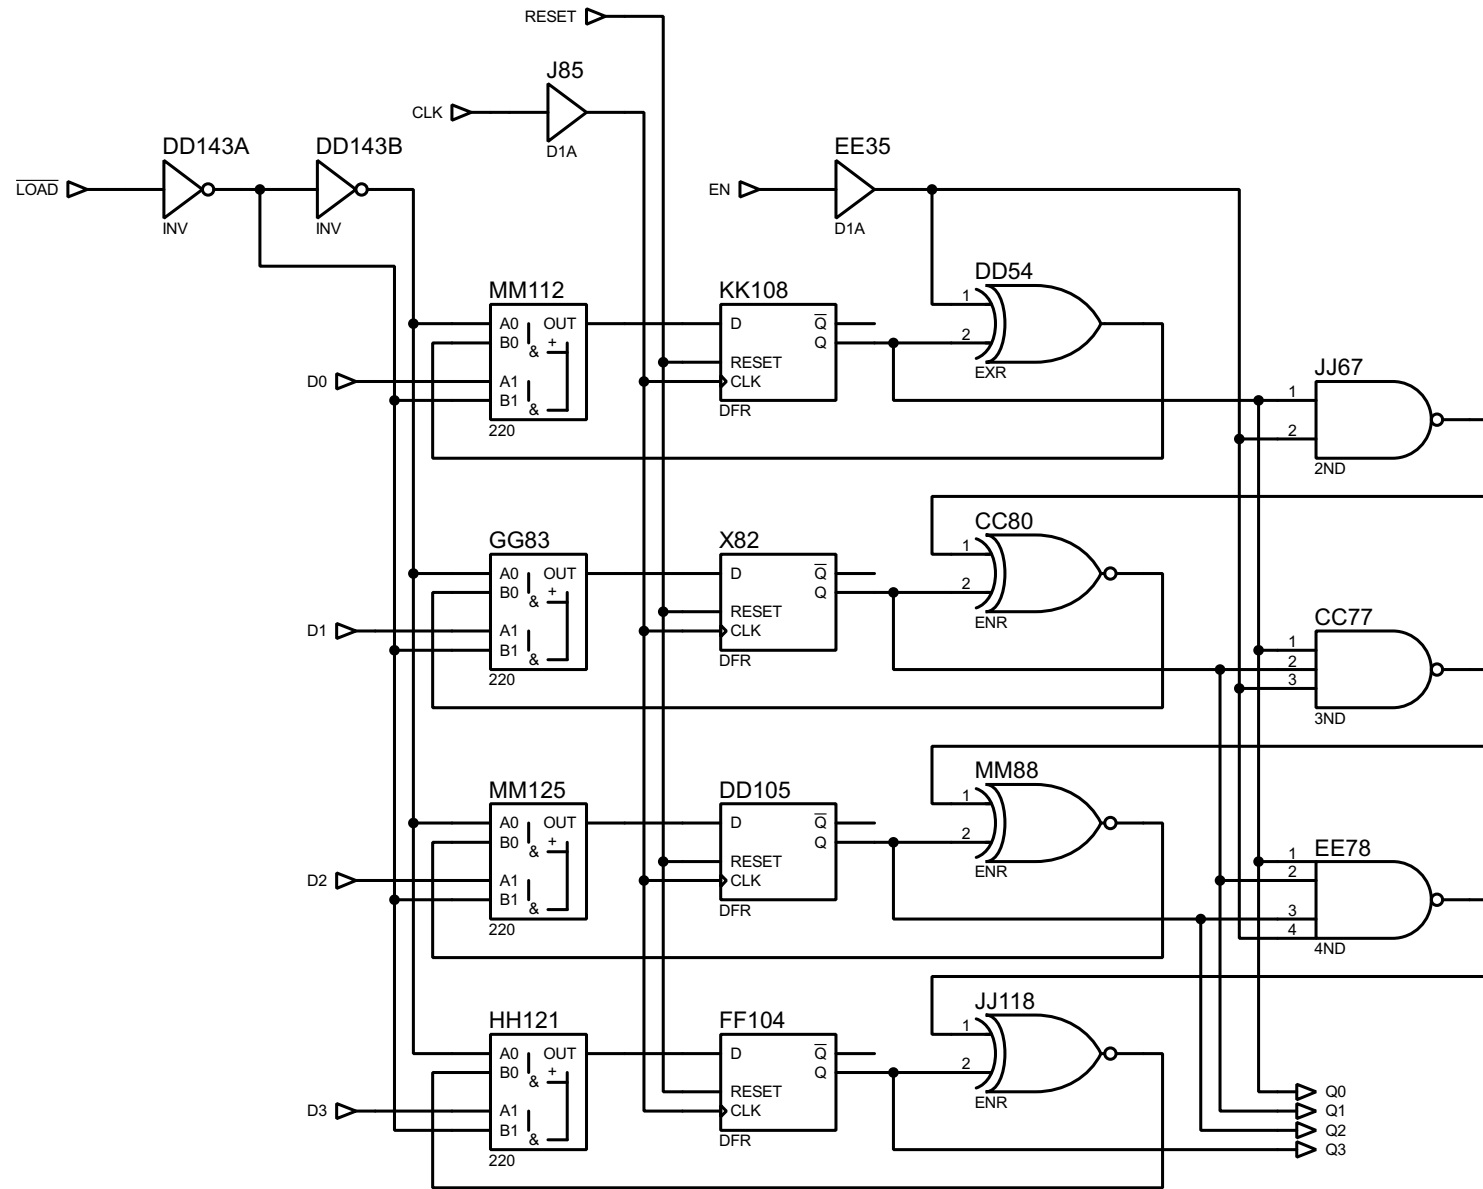 RESET
J85
CLK
D1A
DD143A
DD143B
EE35
LOAD
EN
INV
INV
D1A
DD54
MM112
KK108
1
A0 OUT
D Q
B0 + &
Q 2
RESET
EXR
JJ67
D0
A1
CLK
1
B1 &
DFR
220
2
2ND
CC80
GG83
X82
1
A0 OUT
D Q
B0 + &
Q 2
RESET
ENR
CC77
D1
A1
CLK
1
B1 &
2
DFR
3
220
3ND
MM88
MM125
DD105
1
A0 OUT
D Q
B0 + &
Q 2
EE78
RESET
ENR
1
D2
A1
CLK
2
B1 &
DFR
3
220
4
4ND
JJ118
HH121
FF104
1
A0 OUT
D Q
B0 + &
Q 2
RESET
ENR
Q0
D3
A1
CLK
Q1
B1 &
DFR
Q2
220
Q3